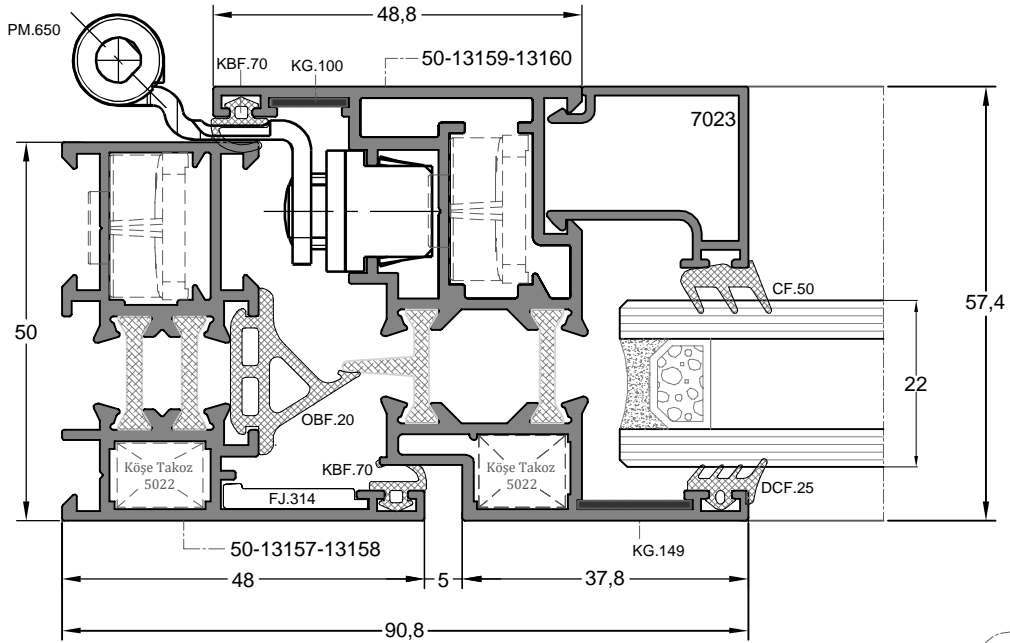 48,8
PM.650
KBF.70
KG.100
50-13159-13160
7023
CF.50
57,4
50
22
OBF.20
KBF.70
Köşe Takoz
5022
Köşe Takoz
5022
DCF.25
FJ.314
50-13157-13158
KG.149
48
5
37,8
90,8